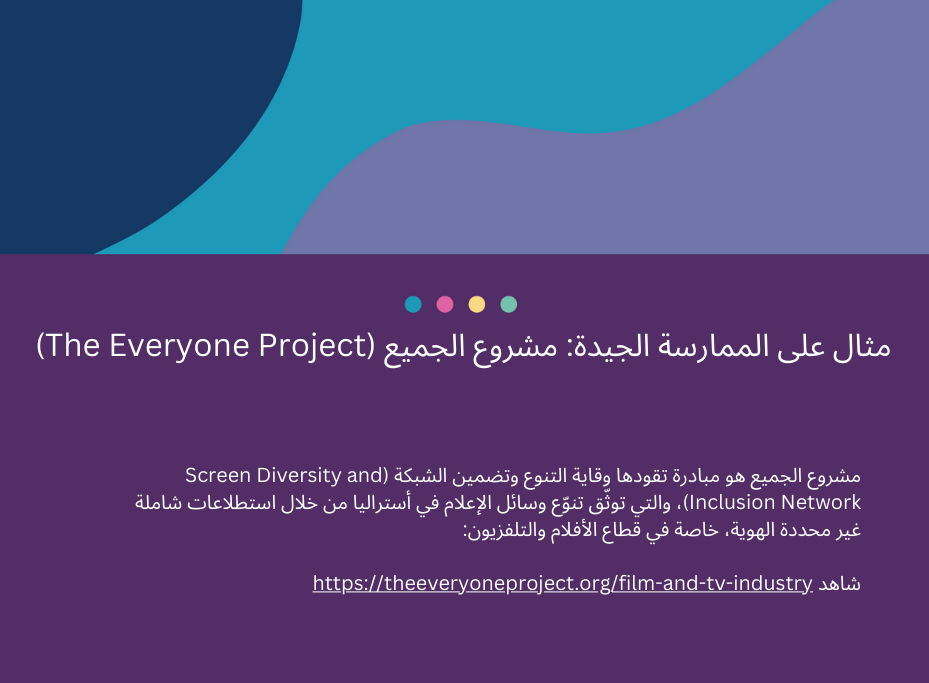 مثال على الممارسة الجيدة: مشروع الجميع (The Everyone Project)
مشروع الجميع هو مبادرة تقودها وقاية التنوع وتضمين الشبكة (Screen Diversity and
Inclusion Network)، والتي توثّق تنوّع وسائل الإعلام في أستراليا من خلال استطلاعات شاملة
غير محددة الهوية، خاصة في قطاع الأفلام والتلفزيون:
شاهد https://theeveryoneproject.org/film-and-tv-industry